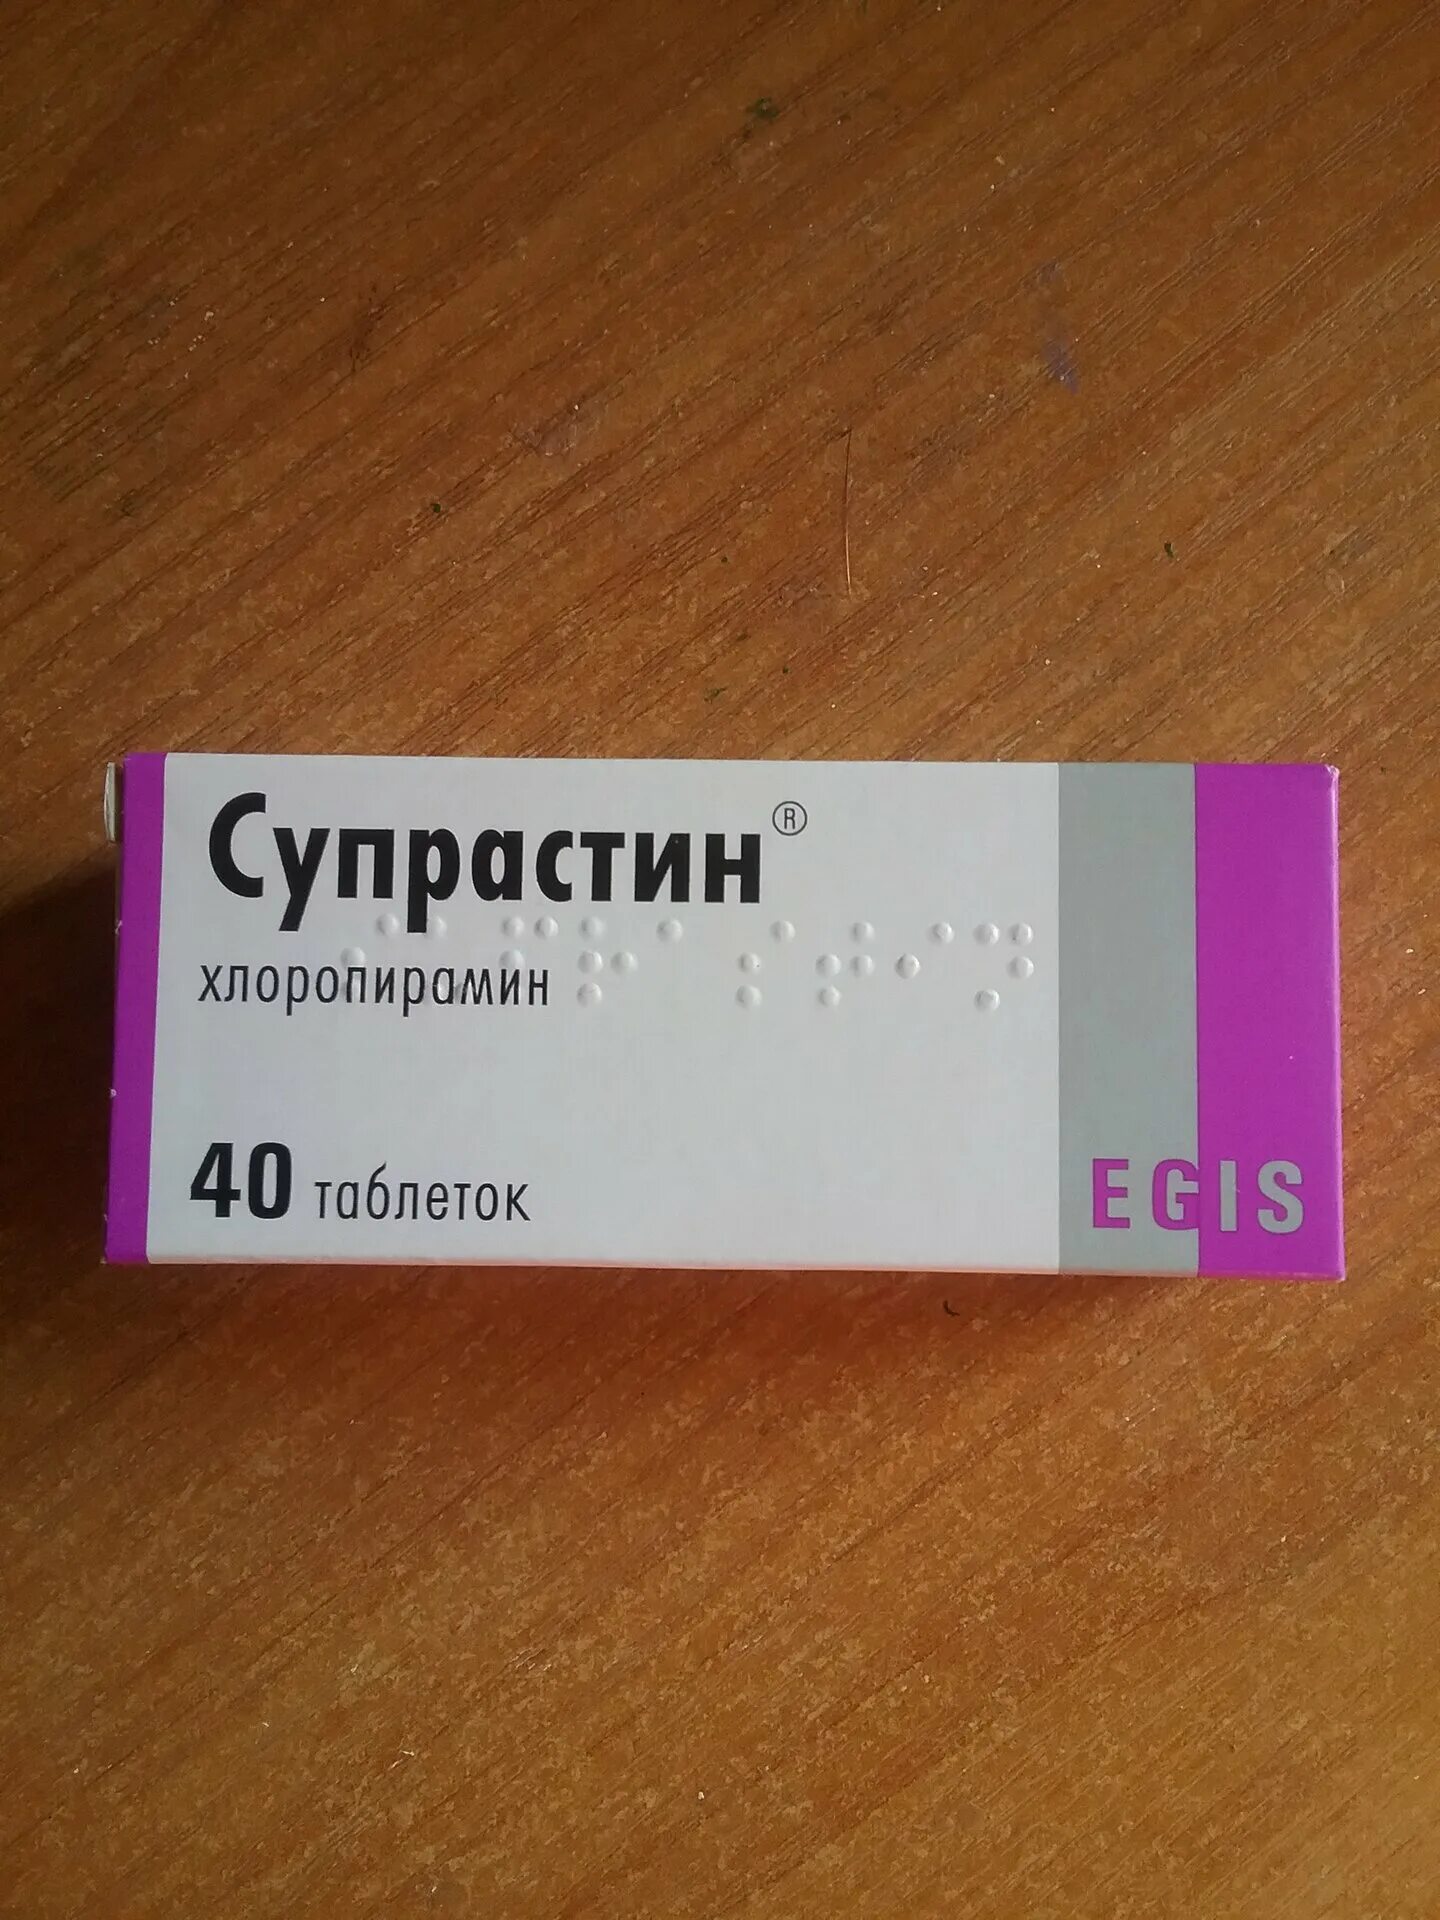 Супрастин®
хлоропирамин
40 таблеток
EGIS